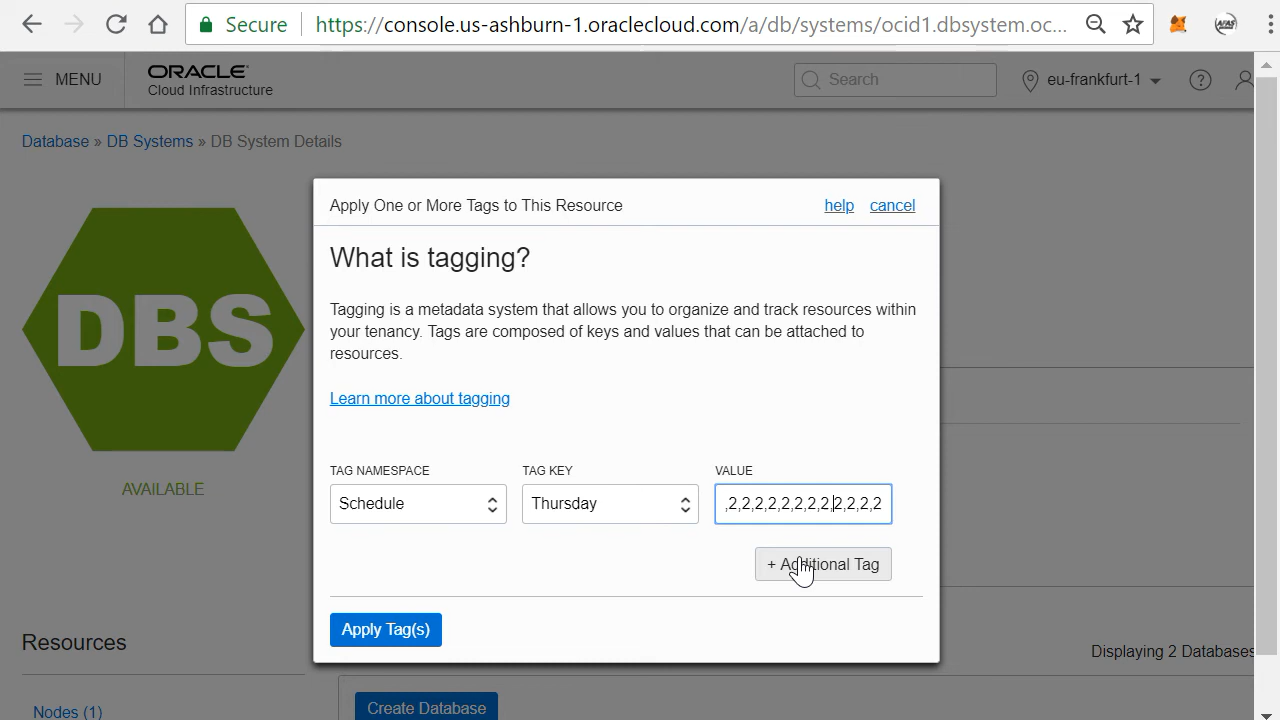 Secure
https://console.us-ashburn-1.oraclecloud.com/a/db/systems/ocid1.dbsystem.oc...
MENU
ORACLE
Cloud Infrastructure
Search
eu-frankfurt-1
?
Database » DB Systems » DB System Details
DBS
AVAILABLE
Apply One or More Tags to This Resource
help
cancel
What is tagging?
Tagging is a metadata system that allows you to organize and track resources within
your tenancy. Tags are composed of keys and values that can be attached to
resources.
Learn more about tagging
TAG NAMESPACE
TAG KEY
VALUE
Schedule
Thursday
,2,2,2,2,2,2,2,2,2,2,2,2
+ Additional Tag
Apply Tag(s)
Resources
Displaying 2 Databases
Nodes (1)
Create Database